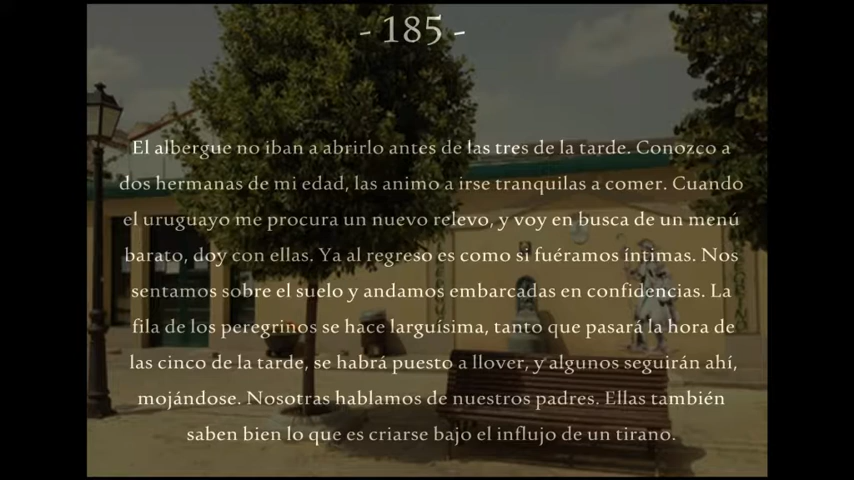 - 185 -
El albergue no iban a abrirlo antes de las tres de la tarde. Conozco a
dos hermanas de mi edad, las animo a irse tranquilas a comer. Cuando
el uruguayo me procura un nuevo relevo, y voy en busca de un menú
barato, doy con ellas. Ya al regreso es como si fuéramos íntimas. Nos
sentamos sobre el suelo y andamos embarcadas en confidencias. La
fila de los peregrinos se hace larguísima, tanto que pasará la hora de
las cinco de la tarde, se habrá puesto a llover, y algunos seguirán ahí,
mojándose. Nosotras hablamos de nuestros padres. Ellas también
saben bien lo que es criarse bajo el influjo de un tirano.